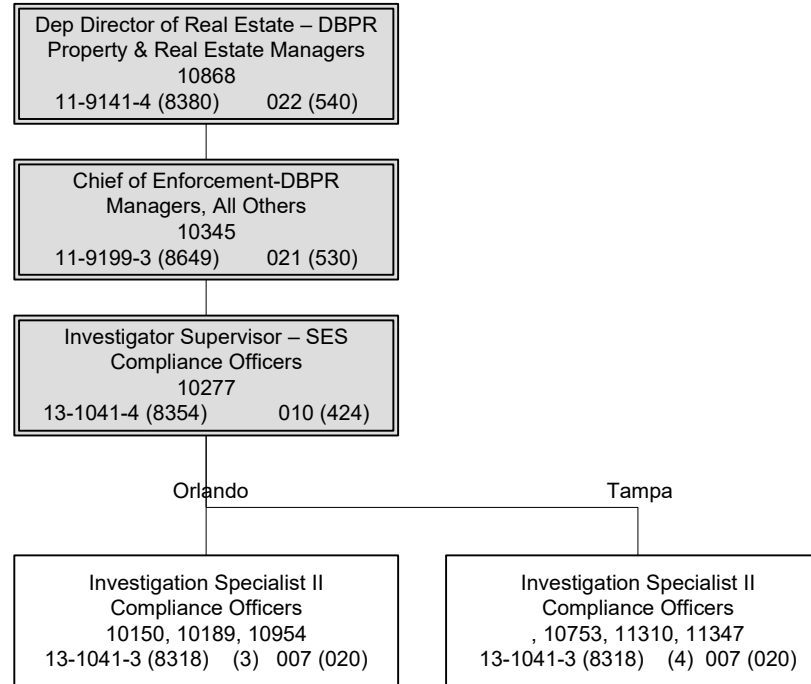 Dep Director of Real Estate – DBPR
Property & Real Estate Managers
10868
11-9141-4 (8380) 022 (540)
Chief of Enforcement-DBPR
Managers, All Others
10345
11-9199-3 (8649) 021 (530)
Investigator Supervisor – SES
Compliance Officers
10277
13-1041-4 (8354) 010 (424)
Orlando Tampa
Investigation Specialist II
Compliance Officers
10150, 10189, 10954
13-1041-3 (8318) (3) 007 (020)
Investigation Specialist II
Compliance Officers
, 10753, 11310, 11347
13-1041-3 (8318) (4) 007 (020)